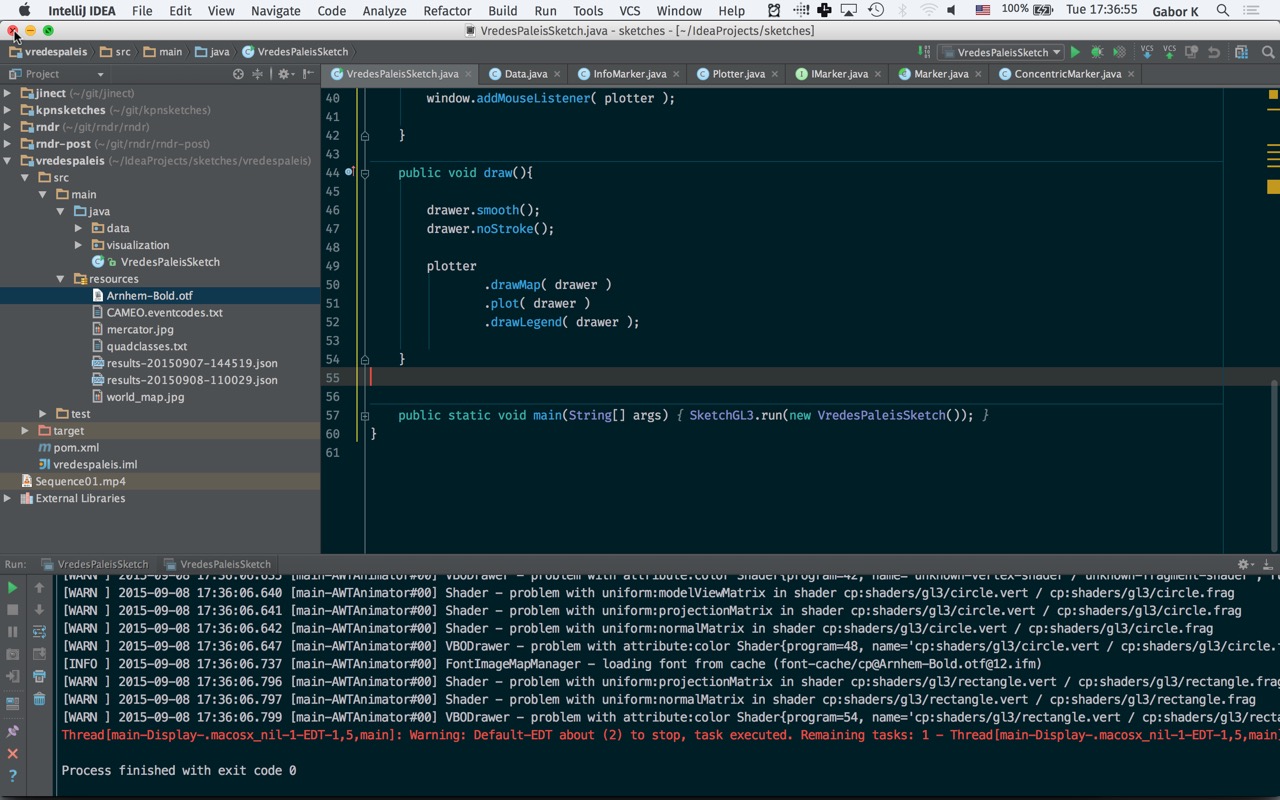 IntelliJ IDEA File Edit View Navigate Code Analyze Refactor Build Run Tools VCS Window Help 100% Tue 17:36:55 Gabor K
VredesPaleisSketch.java - sketches - [~/IdeaProjects/sketches]
vredespaleis src main java VredesPaleisSketch VredesPaleisSketch VCS VCS
Project VredesPaleisSketch.java Data.java InfoMarker.java Plotter.java IMarker.java Marker.java ConcentricMarker.java
jinect (~/git/jinect)
kpnsketches (~/git/kpnsketches)
rndr (~/git/rndr/rndr)
rndr-post (~/git/rndr/rndr-post)
vredespaleis (~/IdeaProjects/sketches/vredespaleis)
src
main
java
data
visualization
VredesPaleisSketch
resources
Arnhem-Bold.otf
CAMEO.eventcodes.txt
mercator.jpg
quadclasses.txt
results-20150907-144519.json
results-20150908-110029.json
world_map.jpg
test
target
pom.xml
vredespaleis.iml
Sequence01.mp4
External Libraries
40 window.addMouseListener( plotter );
41
42 }
43
44 public void draw(){
45
46 drawer.smooth();
47 drawer.noStroke();
48
49 plotter
50 .drawMap( drawer )
51 .plot( drawer )
52 .drawLegend( drawer );
53
54 }
55
56
57 public static void main(String[] args) { SketchGL3.run(new VredesPaleisSketch()); }
60 }
61
Run: VredesPaleisSketch VredesPaleisSketch
[WARN ] 2015-09-08 17:36:06.635 [main-AWTAnimator#00] VBODrawer - problem with attribute:color Shader{program=42, name='unknown-vertex-shader / unknown-fragment-shader',
[WARN ] 2015-09-08 17:36:06.640 [main-AWTAnimator#00] Shader - problem with uniform:modelViewMatrix in shader cp:shaders/gl3/circle.vert / cp:shaders/gl3/circle.frag
[WARN ] 2015-09-08 17:36:06.641 [main-AWTAnimator#00] Shader - problem with uniform:projectionMatrix in shader cp:shaders/gl3/circle.vert / cp:shaders/gl3/circle.frag
[WARN ] 2015-09-08 17:36:06.642 [main-AWTAnimator#00] Shader - problem with uniform:normalMatrix in shader cp:shaders/gl3/circle.vert / cp:shaders/gl3/circle.frag
[WARN ] 2015-09-08 17:36:06.647 [main-AWTAnimator#00] VBODrawer - problem with attribute:color Shader{program=48, name='cp:shaders/gl3/circle.vert / cp:shaders/gl3/circle.
[INFO ] 2015-09-08 17:36:06.737 [main-AWTAnimator#00] FontImageMapManager - loading font from cache (font-cache/cp@Arnhem-Bold.otf@12.ifm)
[WARN ] 2015-09-08 17:36:06.796 [main-AWTAnimator#00] Shader - problem with uniform:projectionMatrix in shader cp:shaders/gl3/rectangle.vert / cp:shaders/gl3/rectangle.frag
[WARN ] 2015-09-08 17:36:06.797 [main-AWTAnimator#00] Shader - problem with uniform:normalMatrix in shader cp:shaders/gl3/rectangle.vert / cp:shaders/gl3/rectangle.frag
[WARN ] 2015-09-08 17:36:06.799 [main-AWTAnimator#00] VBODrawer - problem with attribute:color Shader{program=54, name='cp:shaders/gl3/rectangle.vert / cp:shaders/gl3/recta
Thread[main-Display-.macosx_nil-1-EDT-1,5,main]: Warning: Default-EDT about (2) to stop, task executed. Remaining tasks: 1 - Thread[main-Display-.macosx_nil-1-EDT-1,5,main]
Process finished with exit code 0